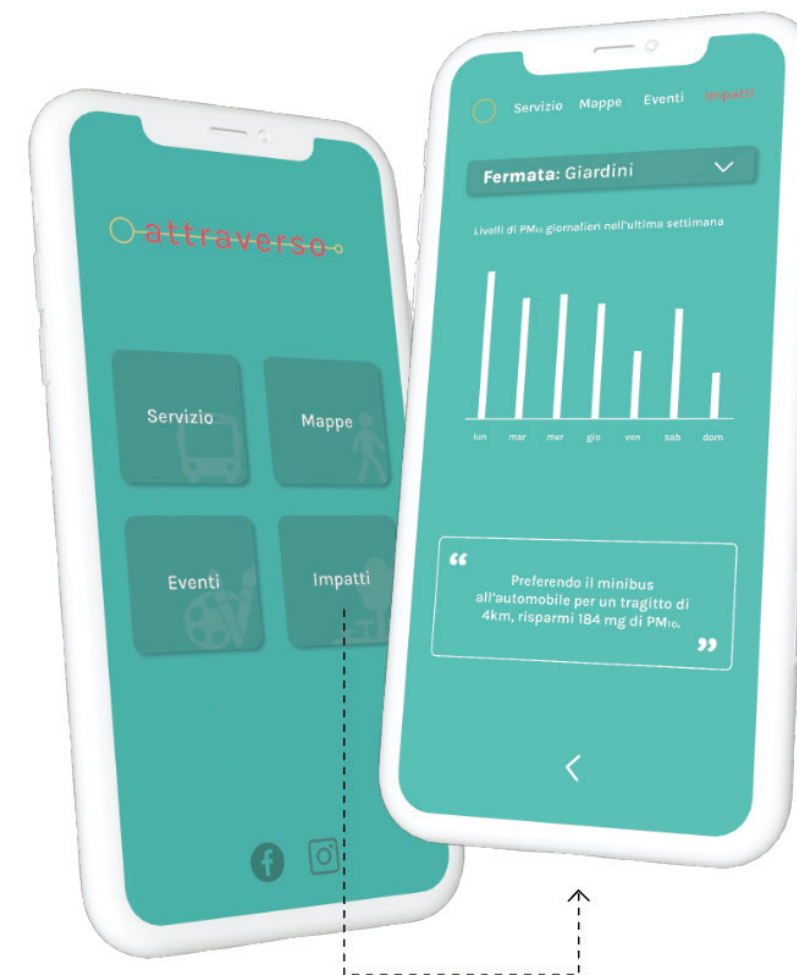 attraverso
Servizio
Mappe
Eventi
Impatti
Servizio Mappe Eventi Impatti
Fermata: Giardini
Livelli di PM₁₀ giornalieri nell'ultima settimana
lun mar mer gio ven sab dom
“
Preferendo il minibus
all'automobile per un tragitto di
4km, risparmi 184 mg di PM₁₀.
”